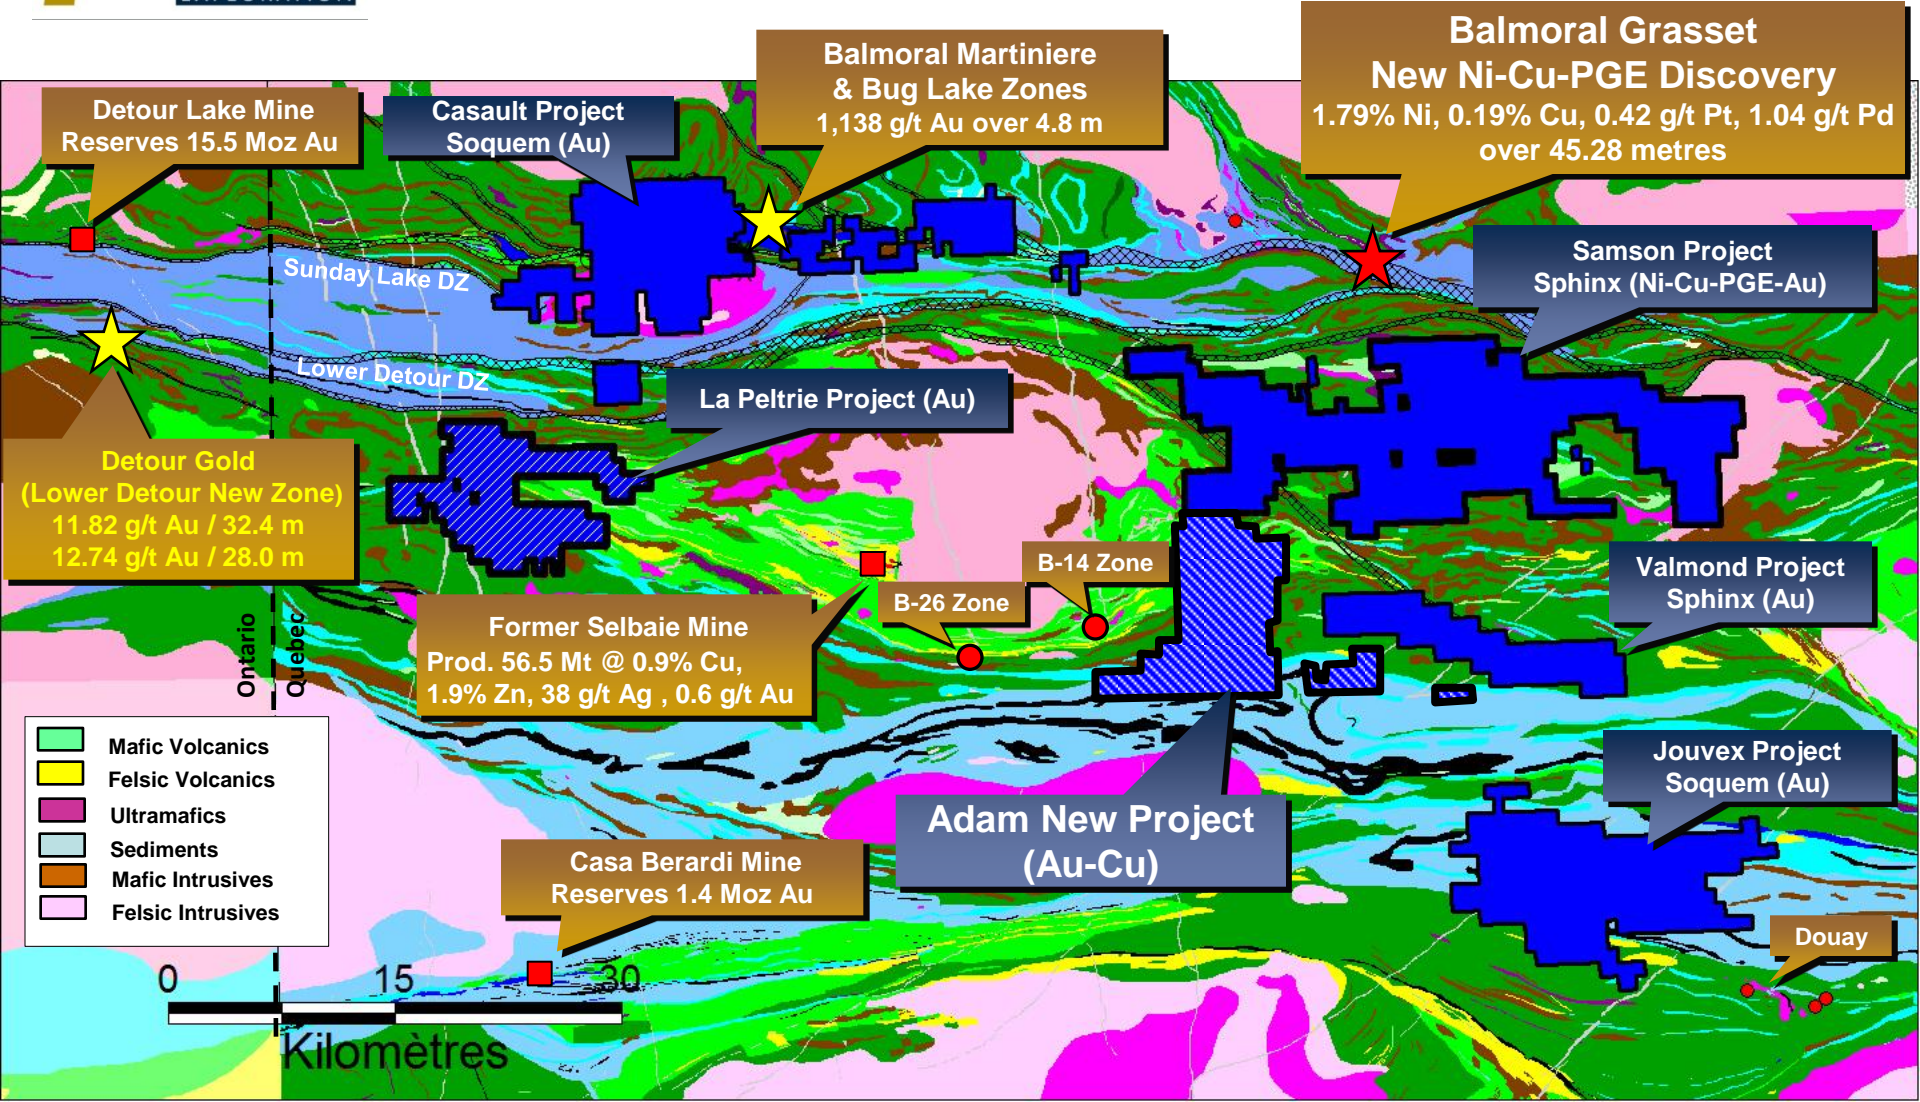 Balmoral Grasset
New Ni-Cu-PGE Discovery
1.79% Ni, 0.19% Cu, 0.42 g/t Pt, 1.04 g/t Pd
over 45.28 metres
Balmoral Martiniere
& Bug Lake Zones
1,138 g/t Au over 4.8 m
Detour Lake Mine
Reserves 15.5 Moz Au
Casault Project
Soquem (Au)
Samson Project
Sphinx (Ni-Cu-PGE-Au)
Sunday Lake DZ
Lower Detour DZ
La Peltrie Project (Au)
Detour Gold
(Lower Detour New Zone)
11.82 g/t Au / 32.4 m
12.74 g/t Au / 28.0 m
B-14 Zone
B-26 Zone
Valmond Project
Sphinx (Au)
Former Selbaie Mine
Prod. 56.5 Mt @ 0.9% Cu,
1.9% Zn, 38 g/t Ag , 0.6 g/t Au
Ontario
Quebec
Mafic Volcanics
Felsic Volcanics
Ultramafics
Sediments
Mafic Intrusives
Felsic Intrusives
Jouvex Project
Soquem (Au)
Adam New Project
(Au-Cu)
Casa Berardi Mine
Reserves 1.4 Moz Au
Douay
0 15 30
Kilomètres